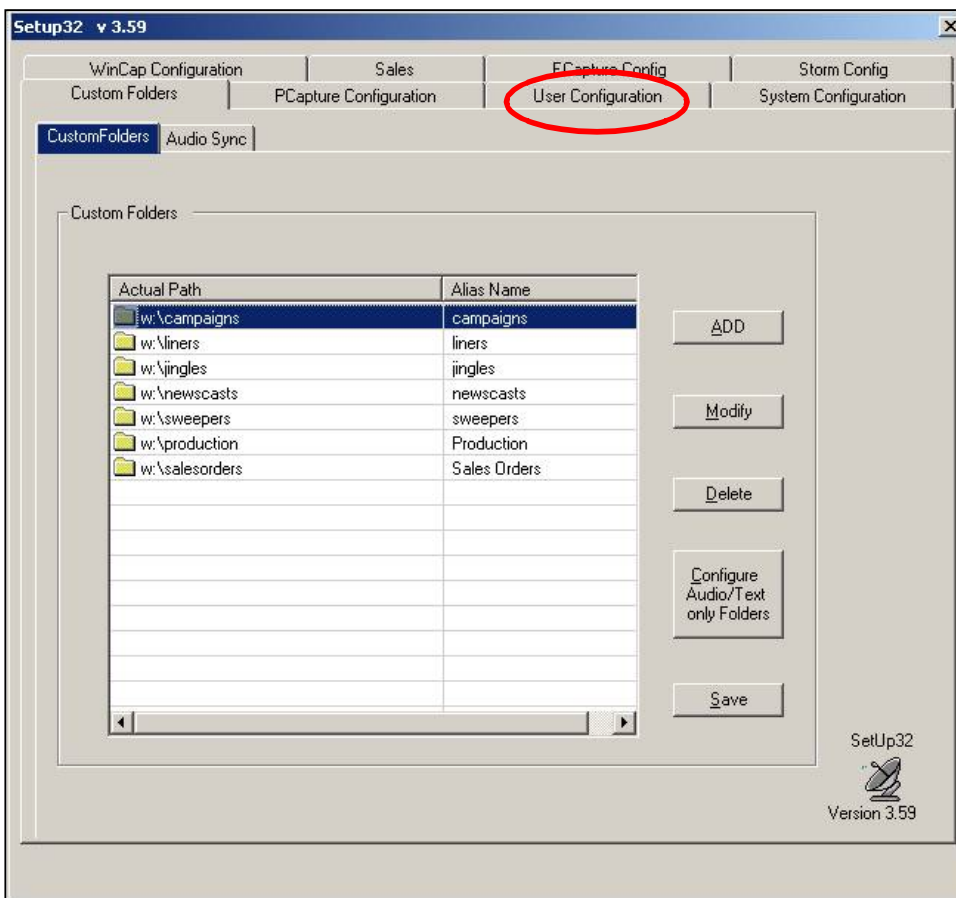 Setup32 v 3.59
WinCap Configuration Sales ECapture Config Storm Config
Custom Folders PCapture Configuration User Configuration System Configuration
CustomFolders Audio Sync
Custom Folders
Actual Path Alias Name
w:\campaigns campaigns
w:\liners liners
w:\jingles jingles
w:\newscasts newscasts
w:\sweepers sweepers
w:\production Production
w:\salesorders Sales Orders
ADD
Modify
Delete
Configure
Audio/Text
only Folders
Save
SetUp32
Version 3.59